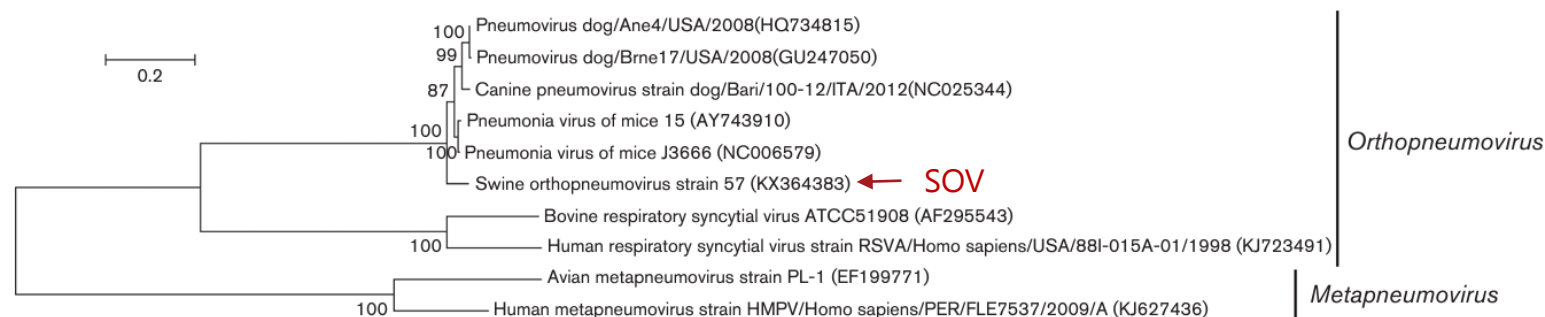 100 Pneumovirus dog/Ane4/USA/2008(HQ734815)
99 Pneumovirus dog/Brne17/USA/2008(GU247050)
0.2
87 Canine pneumovirus strain dog/Bari/100-12/ITA/2012(NC025344)
Pneumonia virus of mice 15 (AY743910)
100
Orthopneumovirus
100 Pneumonia virus of mice J3666 (NC006579)
Swine orthopneumovirus strain 57 (KX364383) SOV
Bovine respiratory syncytial virus ATCC51908 (AF295543)
100 Human respiratory syncytial virus strain RSVA/Homo sapiens/USA/88I-015A-01/1998 (KJ723491)
Avian metapneumovirus strain PL-1 (EF199771)
Metapneumovirus
100 Human metapneumovirus strain HMPV/Homo sapiens/PER/FLE7537/2009/A (KJ627436)